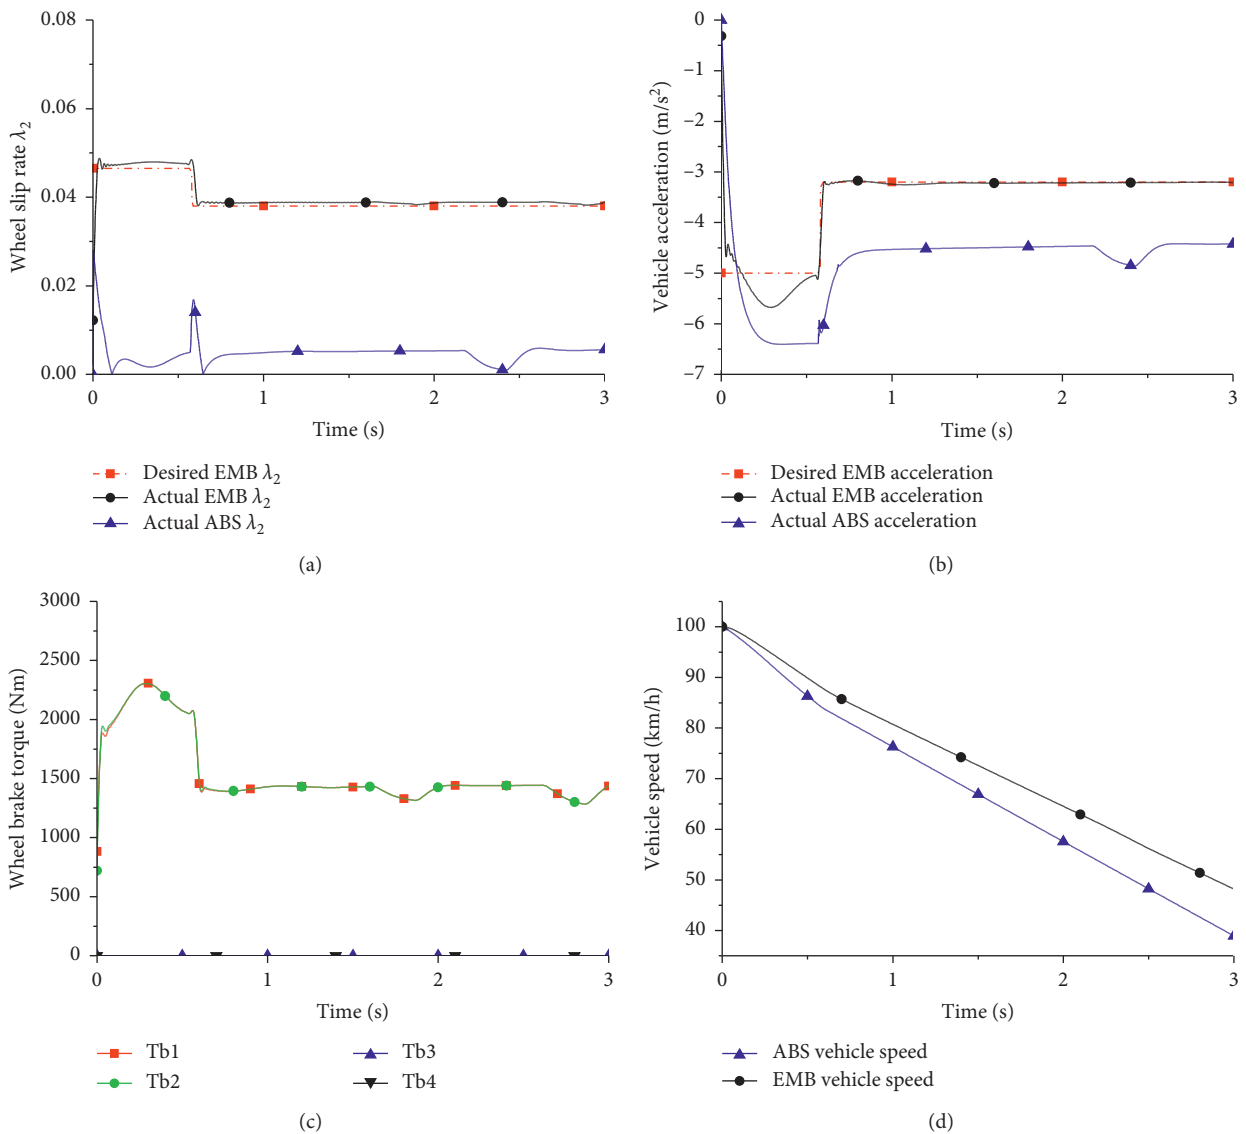 0.08
0.06
0.04
0.02
0.00
Wheel slip rate λ2
0
1
2
3
Time (s)
Desired EMB λ2
Actual EMB λ2
Actual ABS λ2
(a)
0
−1
−2
−3
−4
−5
−6
−7
Vehicle acceleration (m/s2)
0
1
2
3
Time (s)
Desired EMB acceleration
Actual EMB acceleration
Actual ABS acceleration
(b)
3000
2500
2000
1500
1000
500
0
Wheel brake torque (Nm)
0
1
2
3
Time (s)
Tb1
Tb2
Tb3
Tb4
(c)
100
90
80
70
60
50
40
Vehicle speed (km/h)
0
1
2
3
Time (s)
ABS vehicle speed
EMB vehicle speed
(d)